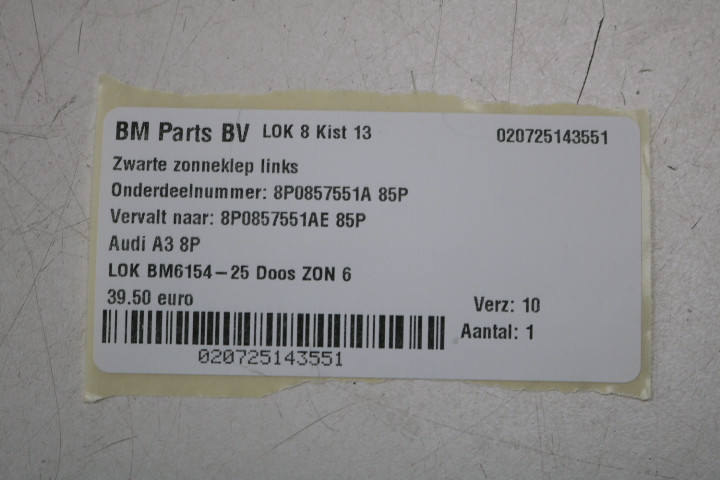 BM Parts BV LOK 8 Kist 13 020725143551
Zwarte zonneklep links
Onderdeelnummer: 8P0857551A 85P
Vervalt naar: 8P0857551AE 85P
Audi A3 8P
LOK BM6154-25 Doos ZON 6
39.50 euro Verz: 10
Aantal: 1
020725143551